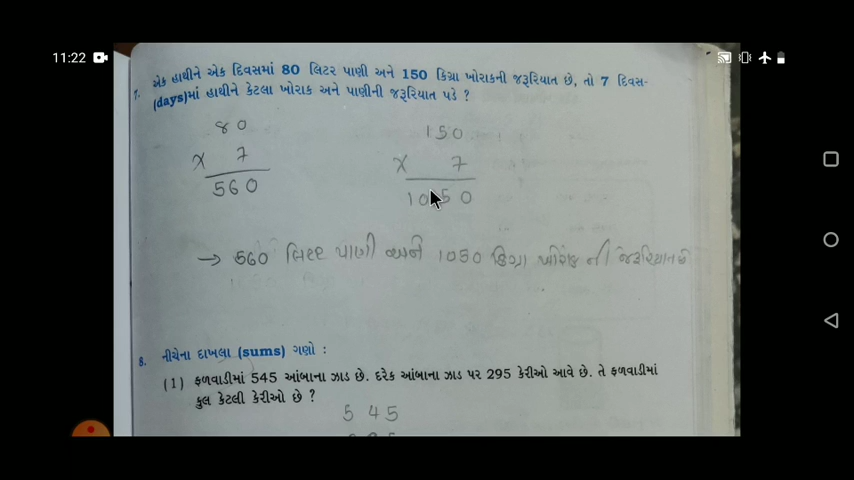 11:22
7. એક હાથીને એક દિવસમાં 80 લિટર પાણી અને 150 કિગ્રા ખોરાકની જરૂરિયાત છે, તો 7 દિવસ-
(days)માં હાથીને કેટલા ખોરાક અને પાણીની જરૂરિયાત પડે ?
80
x 7
560
150
x 7
1050
→ 560 લિટર પાણી અને 1050 કિગ્રા ખોરાક ની જરૂરિયાત છે
8. નીચેના દાખલા (sums) ગણો :
(1) ફળવાડીમાં 545 આંબાના ઝાડ છે. દરેક આંબાના ઝાડ પર 295 કેરીઓ આવે છે. તે ફળવાડીમાં
કુલ કેટલી કેરીઓ છે ?
5 45